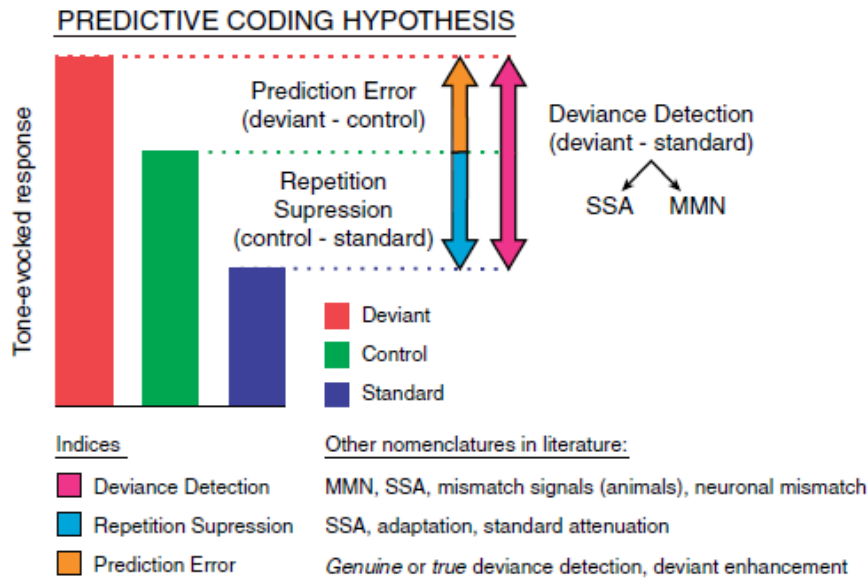 PREDICTIVE CODING HYPOTHESIS
Tone-evocked response
Prediction Error
(deviant - control)
Repetition
Supression
(control - standard)
Deviance Detection
(deviant - standard)
SSA MMN
Deviant
Control
Standard
Indices
Other nomenclatures in literature:
Deviance Detection
MMN, SSA, mismatch signals (animals), neuronal mismatch
Repetition Supression
SSA, adaptation, standard attenuation
Prediction Error
Genuine or true deviance detection, deviant enhancement